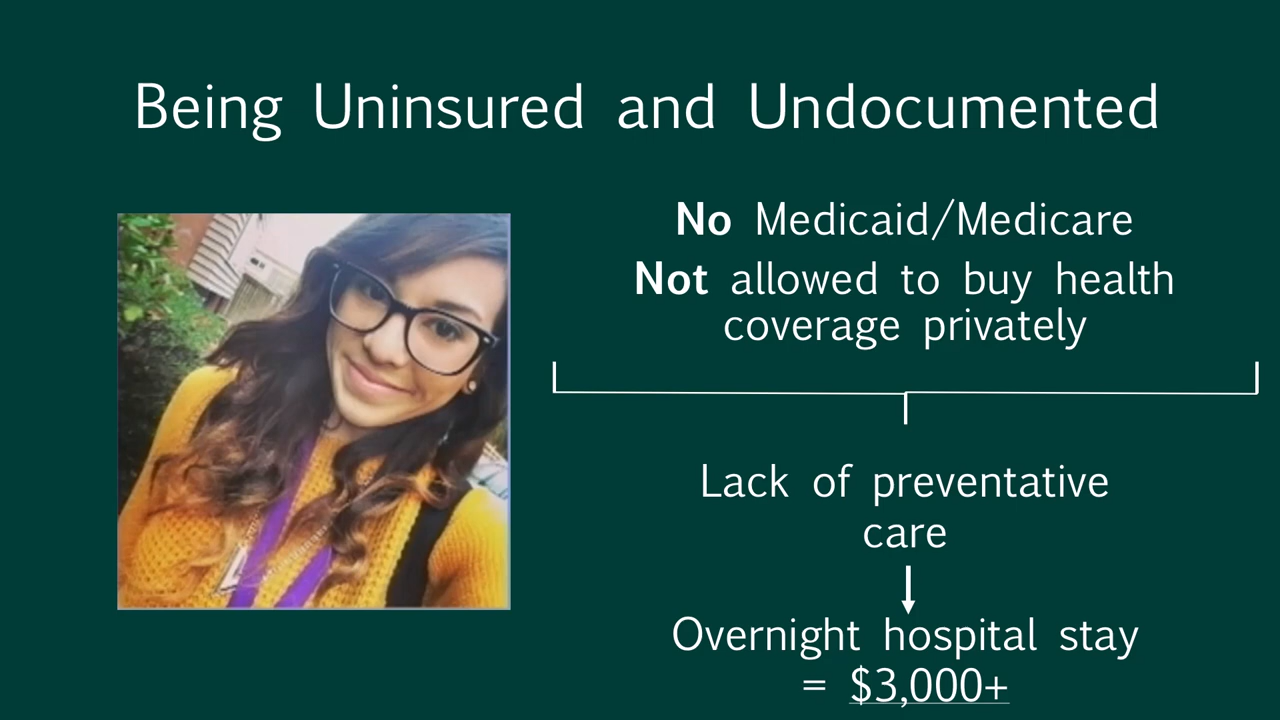 Being Uninsured and Undocumented
No Medicaid/Medicare
Not allowed to buy health
coverage privately
Lack of preventative
care
Overnight hospital stay
= $3,000+